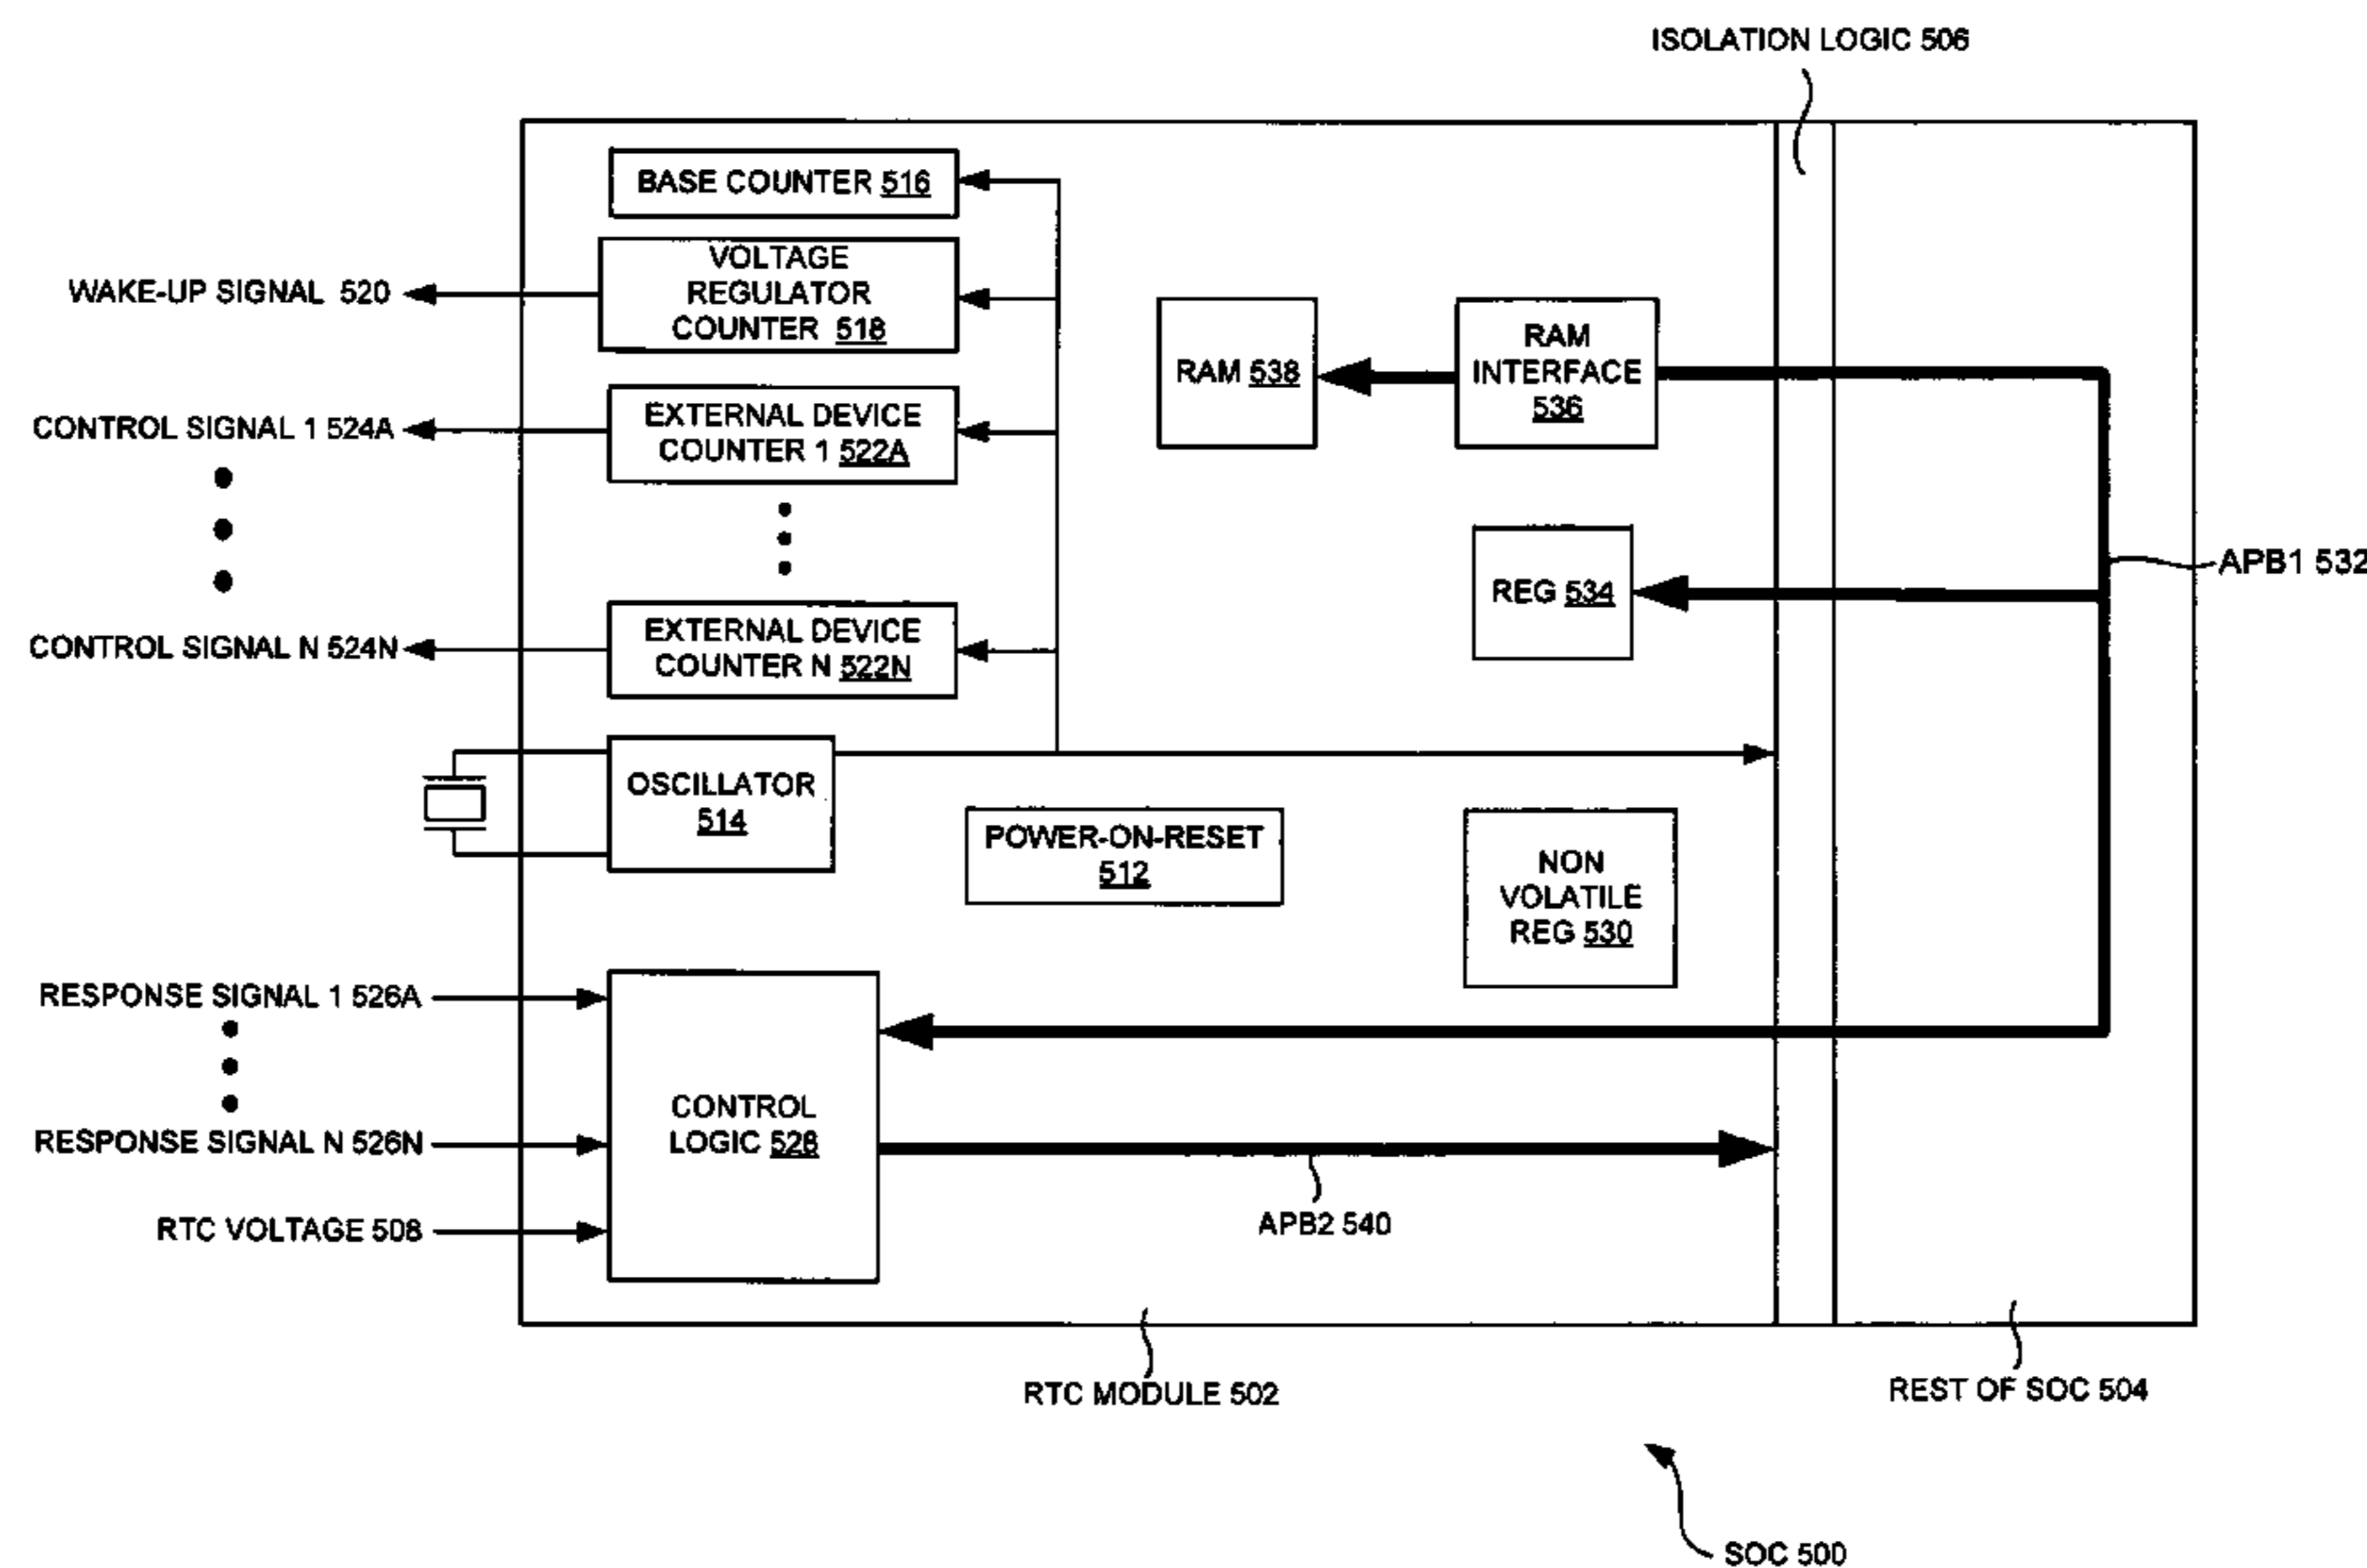 ISOLATION LOGIC 506
BASE COUNTER 516
VOLTAGE
REGULATOR
COUNTER 518
WAKE-UP SIGNAL 520
RAM 538
RAM
INTERFACE
536
EXTERNAL DEVICE
COUNTER 1 522A
CONTROL SIGNAL 1 524A
APB1 532
REG 534
EXTERNAL DEVICE
COUNTER N 522N
CONTROL SIGNAL N 524N
OSCILLATOR
514
POWER-ON-RESET
512
NON
VOLATILE
REG 530
RESPONSE SIGNAL 1 526A
CONTROL
LOGIC 528
RESPONSE SIGNAL N 526N
RTC VOLTAGE 508
APB2 540
RTC MODULE 502
REST OF SOC 504
SOC 500